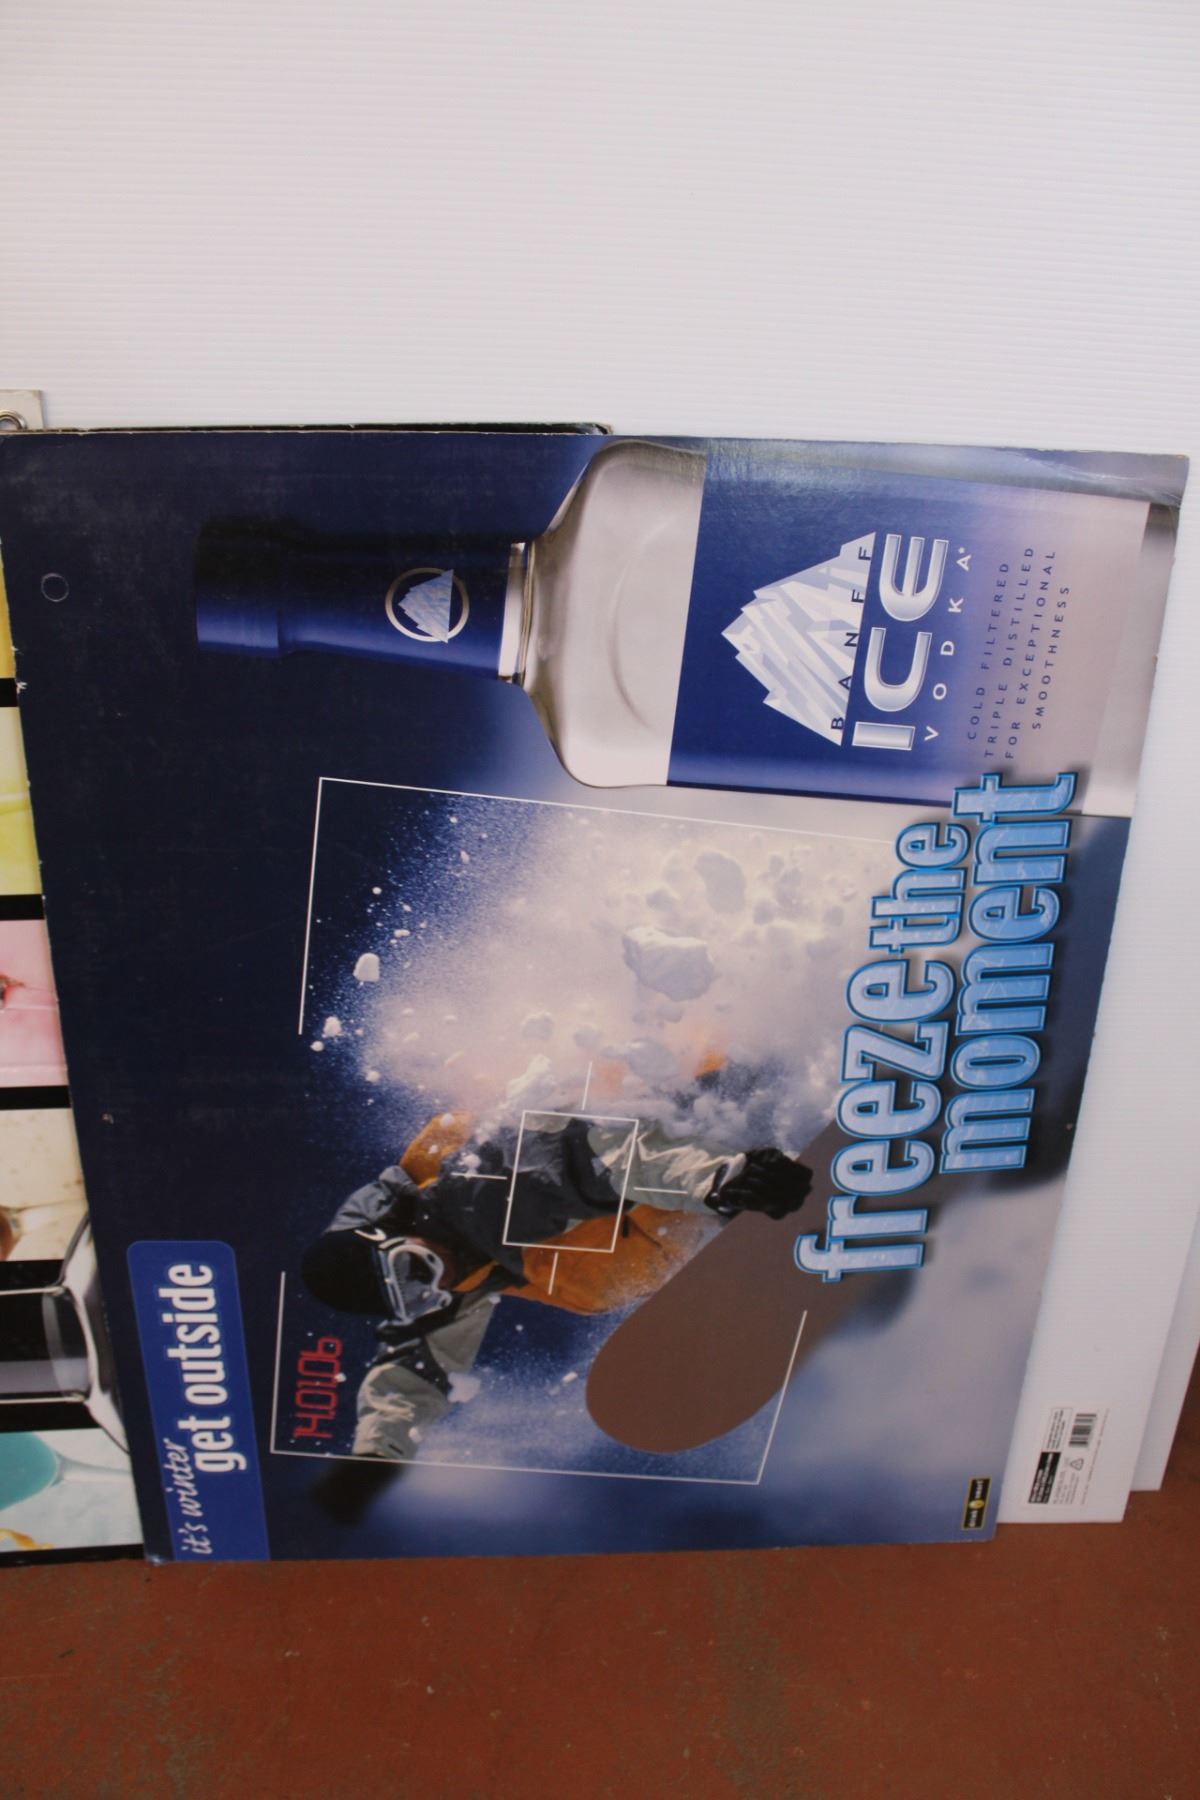 it's winter
get outside
14.01.06
BANFF
ICE
VODKA
COLD FILTERED
TRIPLE DISTILLED
FOR EXCEPTIONAL
SMOOTHNESS
freeze the
moment